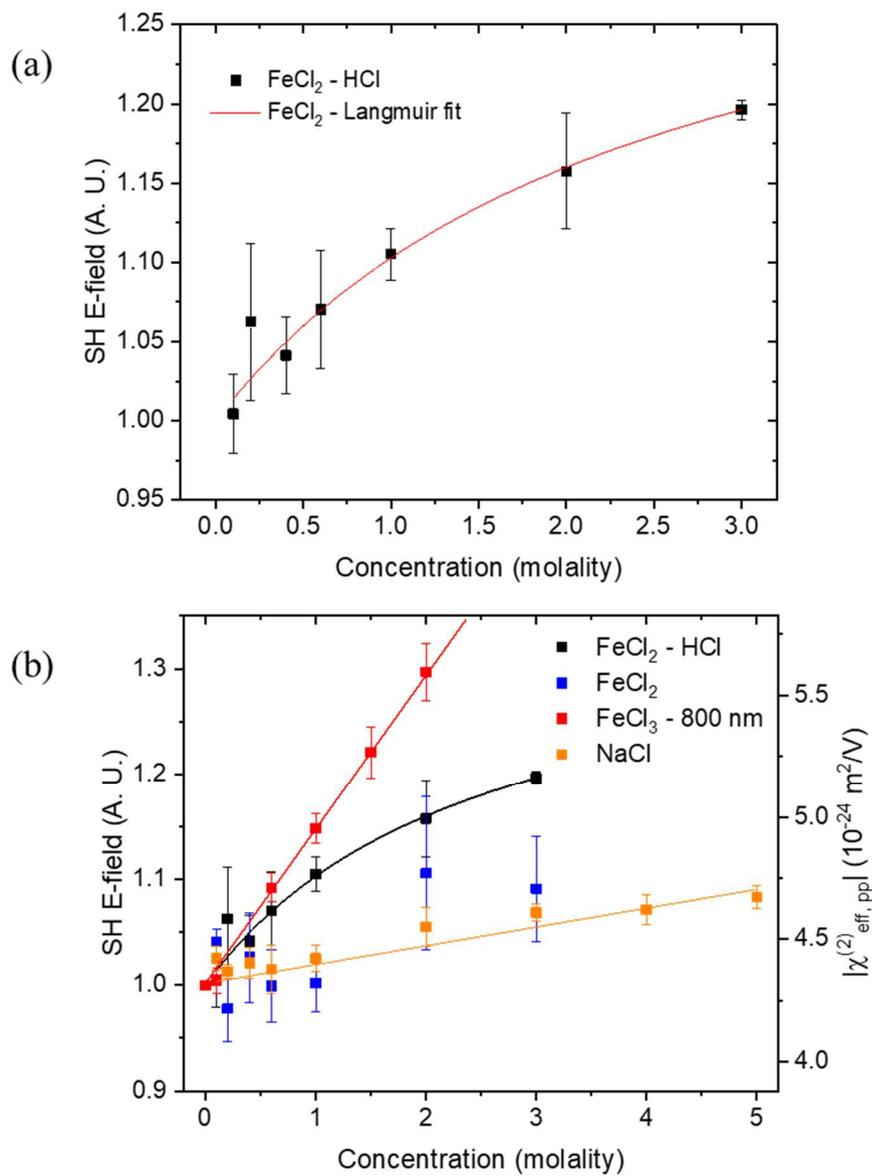 (a)
1.25
1.20
1.15
1.10
1.05
1.00
0.95
SH E-field (A. U.)
FeCl₂ - HCl
FeCl₂ - Langmuir fit
0.0 0.5 1.0 1.5 2.0 2.5 3.0
Concentration (molality)
(b)
1.3
1.2
1.1
1.0
0.9
SH E-field (A. U.)
FeCl₂ - HCl
FeCl₂
FeCl₃ - 800 nm
NaCl
5.5
5.0
4.5
4.0
|χ⁽²⁾eff, pp| (10⁻²⁴ m²/V)
0 1 2 3 4 5
Concentration (molality)